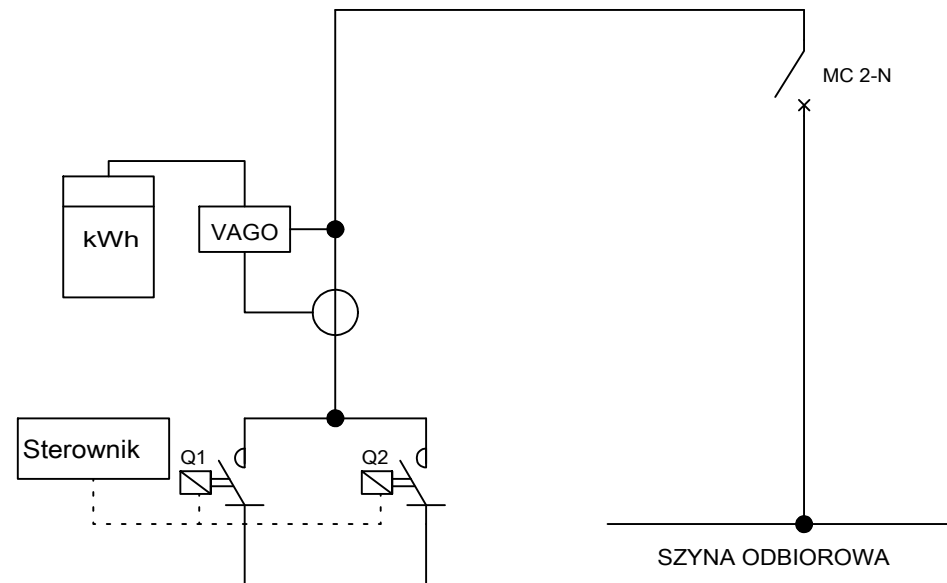 MC 2-N
kWh
VAGO
Sterownik
Q1
Q2
SZYNA ODBIOROWA